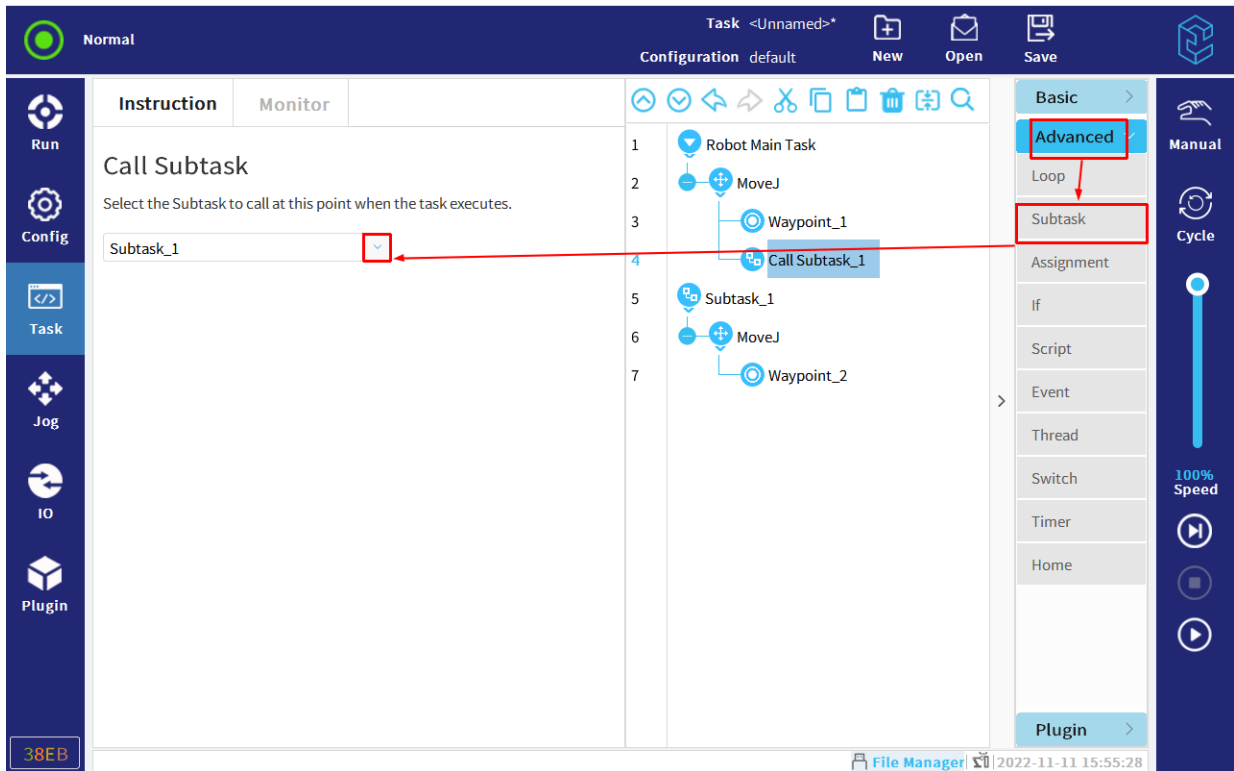 Normal
Task <Unnamed>*
Configuration default
New
Open
Save
Run
Config
Task
Jog
IO
Plugin
38EB
Instruction
Monitor
Call Subtask
Select the Subtask to call at this point when the task executes.
Subtask_1
1 Robot Main Task
2 MoveJ
3 Waypoint_1
4 Call Subtask_1
5 Subtask_1
6 MoveJ
7 Waypoint_2
Basic
Advanced
Loop
Subtask
Assignment
If
Script
Event
Thread
Switch
Timer
Home
Plugin
Manual
Cycle
100%
Speed
File Manager
2022-11-11 15:55:28